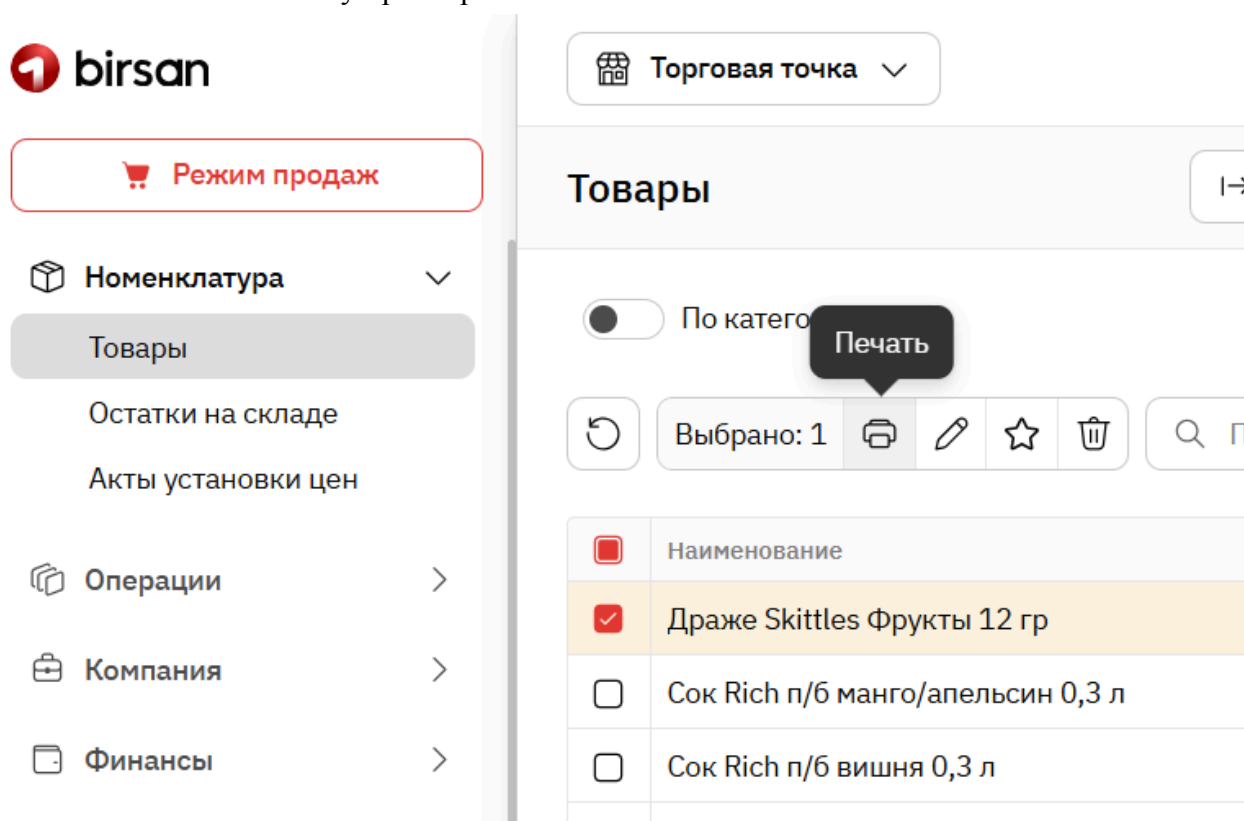 birsan
Торговая точка
Режим продаж
Товары
Номенклатура
Товары
Остатки на складе
Акты установки цен
Операции
Компания
Финансы
По катего
Печать
Выбрано: 1
Наименование
Драже Skittles Фрукты 12 гр
Сок Rich п/б манго/апельсин 0,3 л
Сок Rich п/б вишня 0,3 л